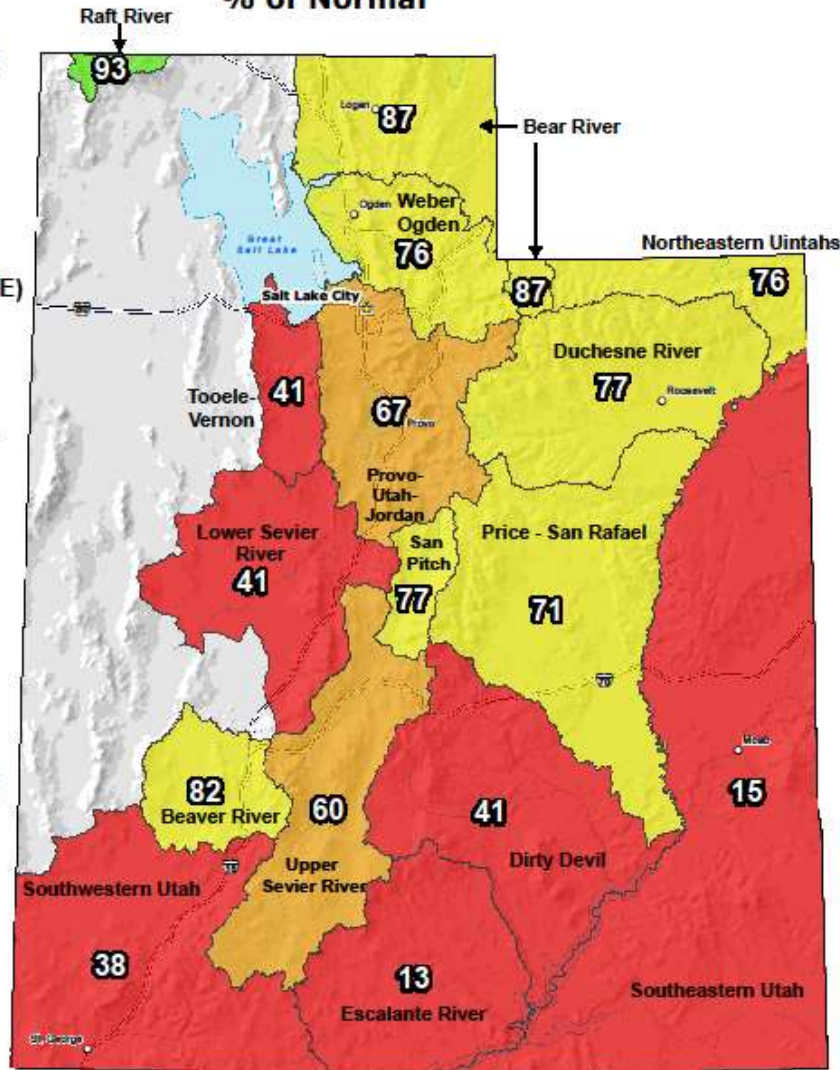 % of Normal
Raft River
93
Logan
87
Bear River
Ogden
Weber
Ogden
76
Great
Salt Lake
Northeastern Uintahs
E)
Salt Lake City
87
76
80
Duchesne River
77
Roosevelt
Tooele-
Vernon
41
67
Provo
Provo-
Utah-
Jordan
Lower Sevier
River
41
San
Pitch
77
Price - San Rafael
71
70
Moab
82
Beaver River
60
41
15
Dirty Devil
Upper
Sevier River
Southwestern Utah
38
13
Escalante River
Southeastern Utah
St. George